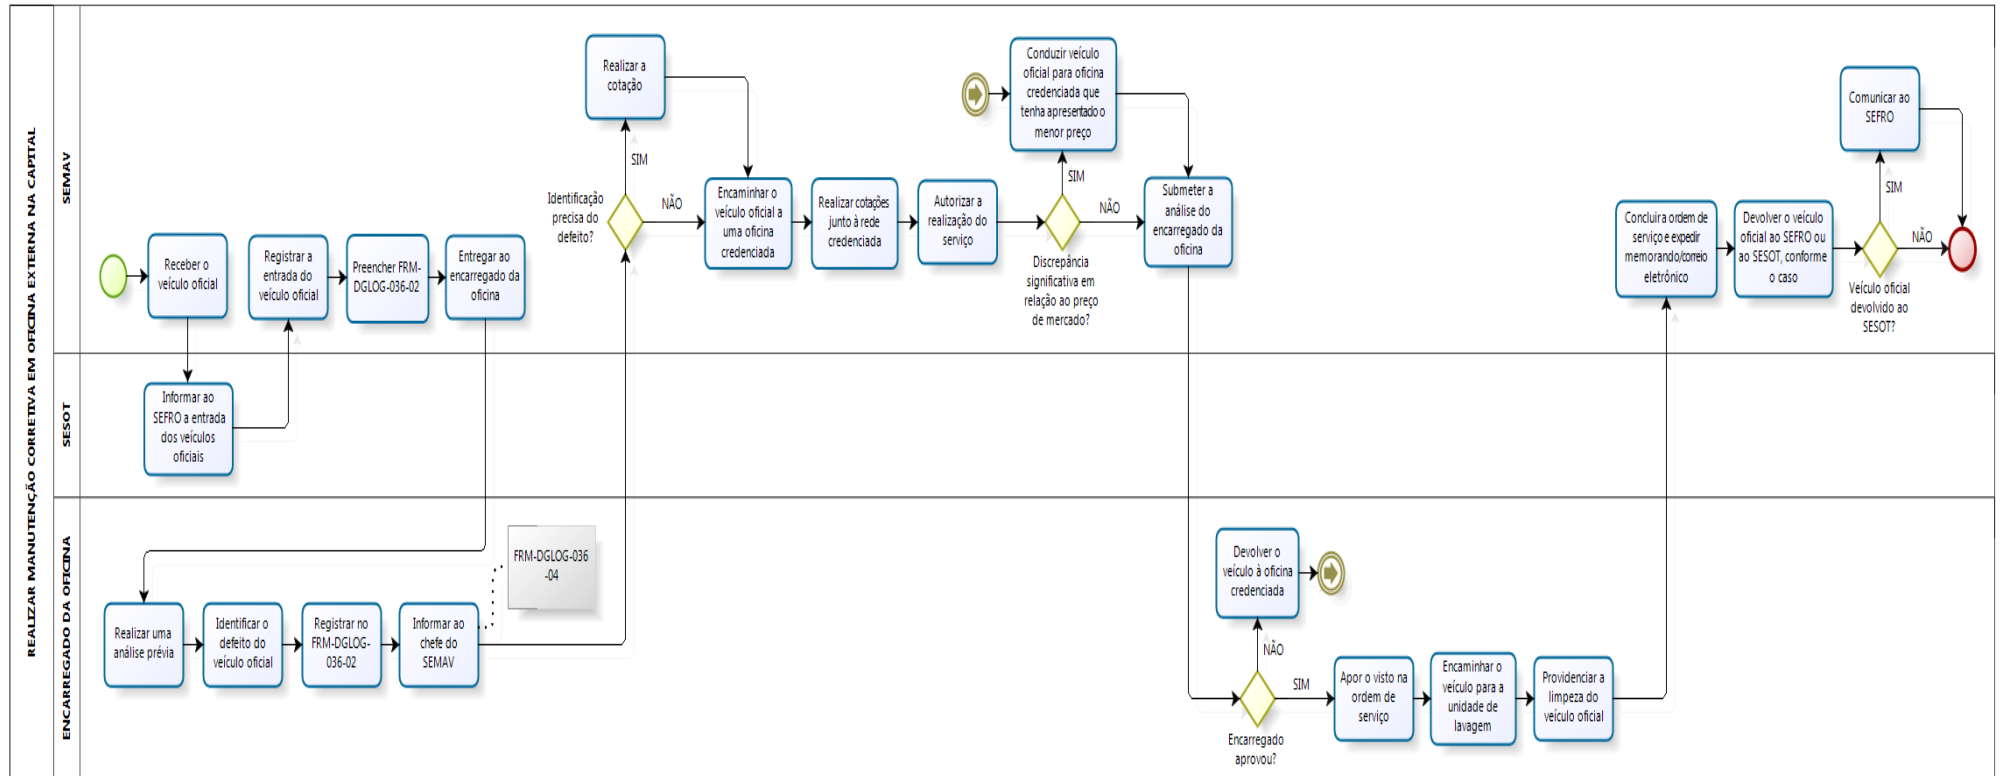 REALIZAR MANUTENÇÃO CORRETIVA EM OFICINA EXTERNA NA CAPITAL
SEMAV
Receber o
veículo oficial
Registrar a
entrada do
veículo oficial
Preencher FRM-
DGLOG-036-02
Entregar ao
encarregado da
oficina
Identificação
precisa do
defeito?
SIM
NÃO
Realizar a
cotação
Encaminhar o
veículo oficial a
uma oficina
credenciada
Realizar cotações
junto à rede
credenciada
Autorizar a
realização do
serviço
Discrepância
significativa em
relação ao preço
de mercado?
SIM
NÃO
Conduzir veículo
oficial para oficina
credenciada que
tenha apresentado o
menor preço
Submeter a
análise do
encarregado da
oficina
Concluir a ordem de
serviço e expedir
memorando/correio
eletrônico
Devolver o veículo
oficial ao SEFRO ou
ao SESOT, conforme
o caso
Veículo oficial
devolvido ao
SESOT?
SIM
NÃO
Comunicar ao
SEFRO
SESOT
Informar ao
SEFRO a entrada
dos veículos
oficiais
ENCARREGADO DA OFICINA
Realizar uma
análise prévia
Identificar o
defeito do
veículo oficial
Registrar no
FRM-DGLOG-
036-02
Informar ao
chefe do
SEMAV
FRM-DGLOG-036
-04
Encarregado
aprovou?
NÃO
SIM
Devolver o
veículo à oficina
credenciada
Apor o visto na
ordem de
serviço
Encaminhar o
veículo para a
unidade de
lavagem
Providenciar a
limpeza do
veículo oficial